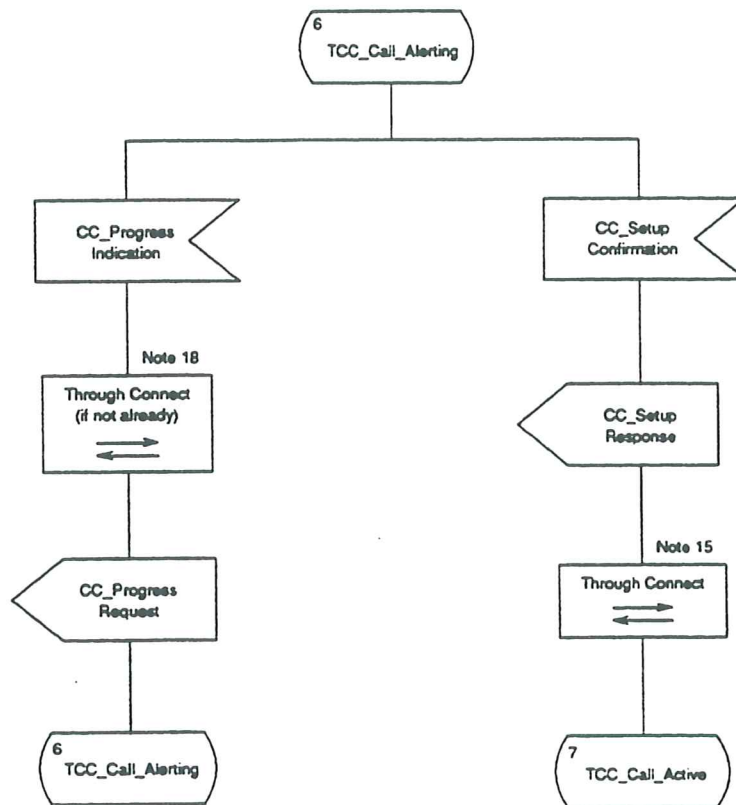 6
TCC_Call_Alerting
CC_Progress
Indication
Note 18
Through Connect
(if not already)
CC_Progress
Request
6
TCC_Call_Alerting
CC_Setup
Confirmation
CC_Setup
Response
Note 15
Through Connect
7
TCC_Call_Active